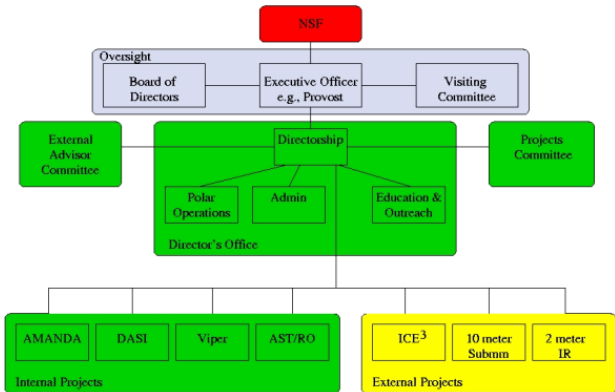 NSF
Oversight
Board of
Directors
Executive Officer
e.g., Provost
Visiting
Committee
External
Advisor
Committee
Directorship
Projects
Committee
Polar
Operations
Admin
Education &
Outreach
Director's Office
AMANDA
DASI
Viper
AST/RO
ICE³
10 meter
Submm
2 meter
IR
Internal Projects
External Projects